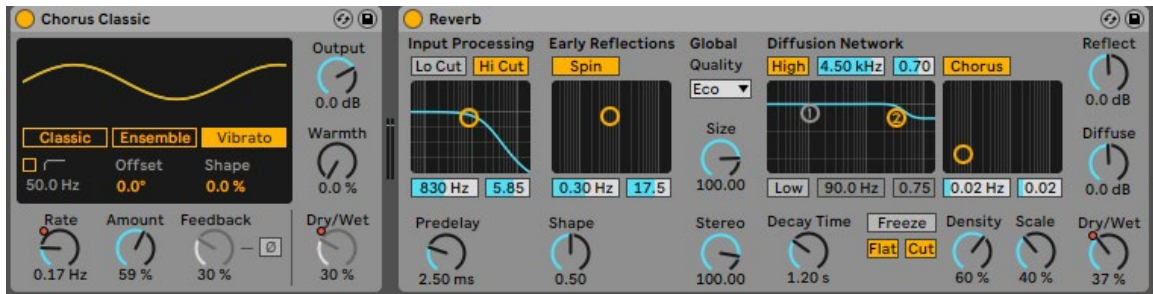 Chorus Classic
Output
0.0 dB
Classic Ensemble Vibrato
Warmth
0.0 %
Offset Shape
50.0 Hz 0.0° 0.0 %
Rate Amount Feedback Dry/Wet
Ø
0.17 Hz 59 % 30 % 30 %
Reverb
Input Processing Early Reflections Global Diffusion Network Reflect
Lo Cut Hi Cut Spin Quality High 4.50 kHz 0.70 Chorus
Eco
0.0 dB
1 2
Size Diffuse
100.00
830 Hz 5.85 0.30 Hz 17.5 Low 90.0 Hz 0.75 0.02 Hz 0.02 0.0 dB
Predelay Shape Stereo Decay Time Freeze Density Scale Dry/Wet
Flat Cut
2.50 ms 0.50 100.00 1.20 s 60 % 40 % 37 %